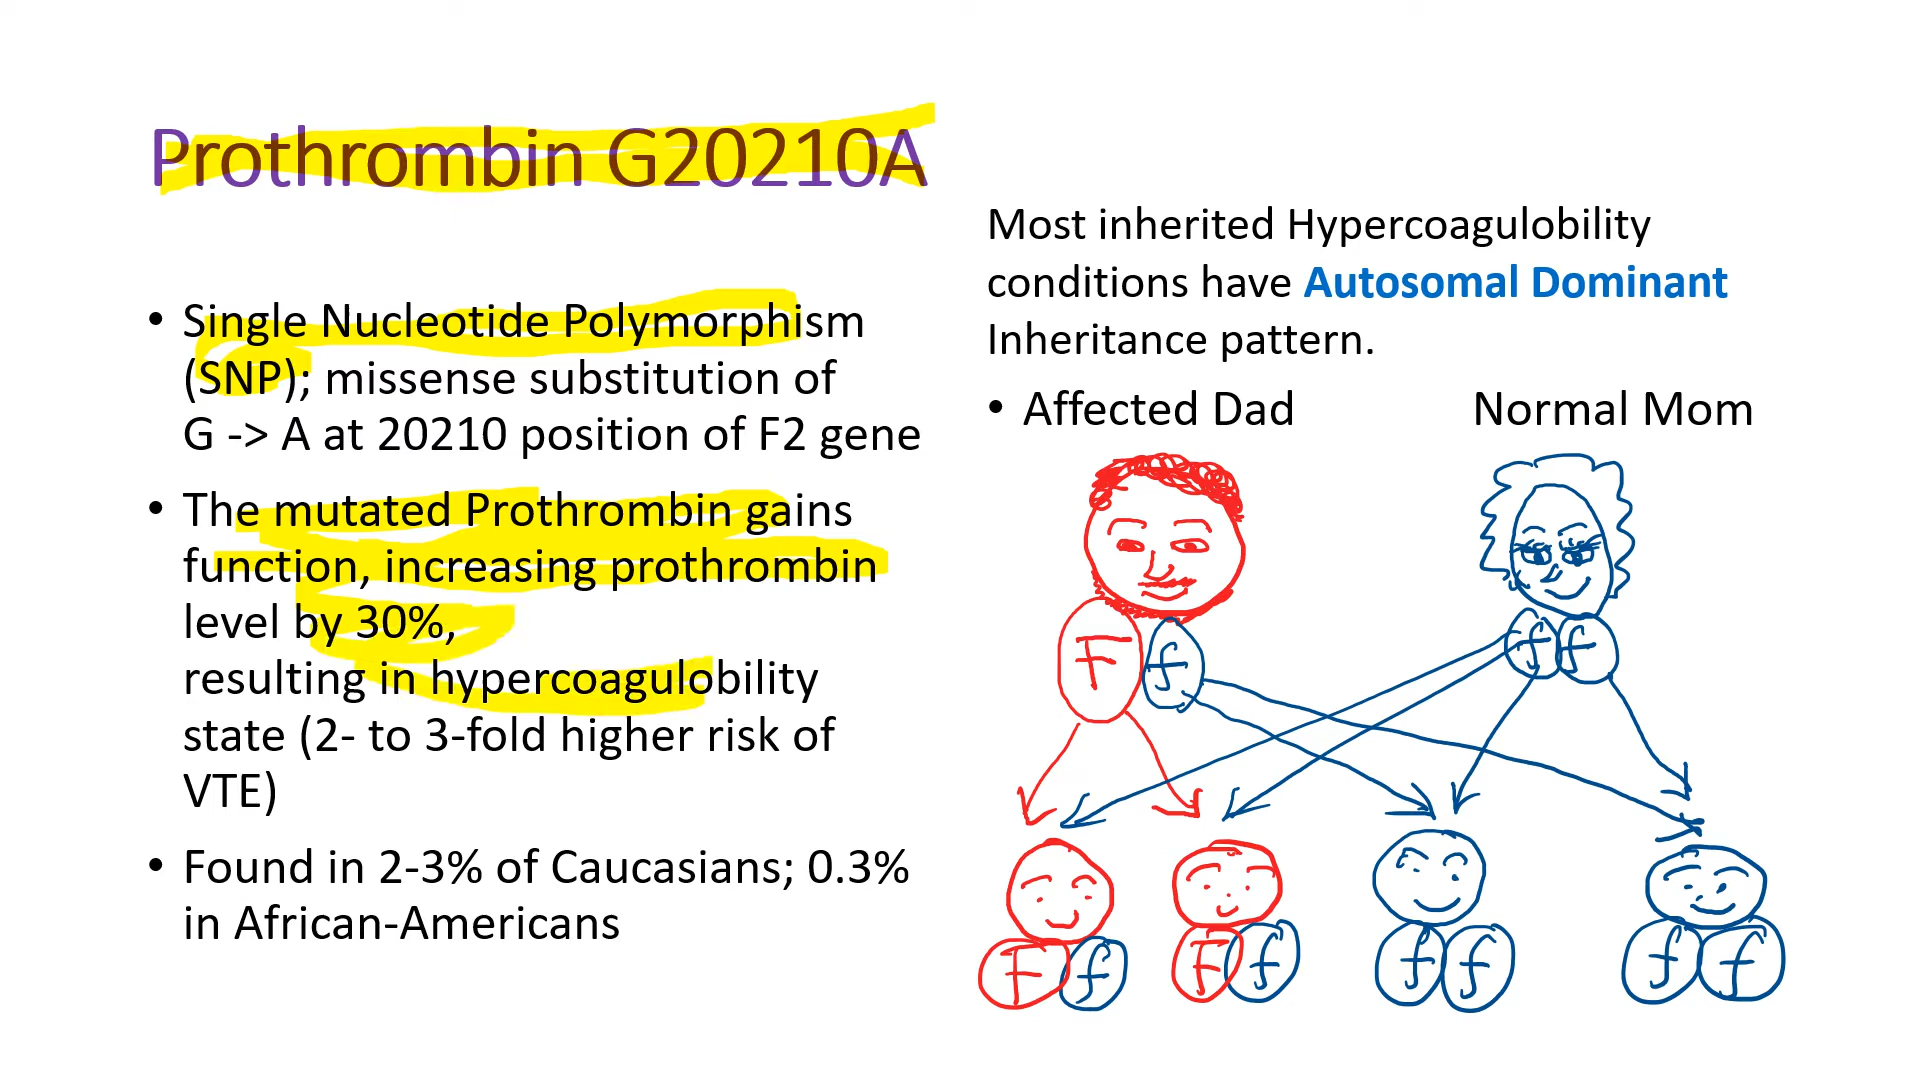 Prothrombin G20210A
• Single Nucleotide Polymorphism
(SNP); missense substitution of
G -> A at 20210 position of F2 gene
• The mutated Prothrombin gains
function, increasing prothrombin
level by 30%,
resulting in hypercoagulobility
state (2- to 3-fold higher risk of
VTE)
• Found in 2-3% of Caucasians; 0.3%
in African-Americans
Most inherited Hypercoagulobility
conditions have Autosomal Dominant
Inheritance pattern.
• Affected Dad Normal Mom
F f f f
F f F f f f f f